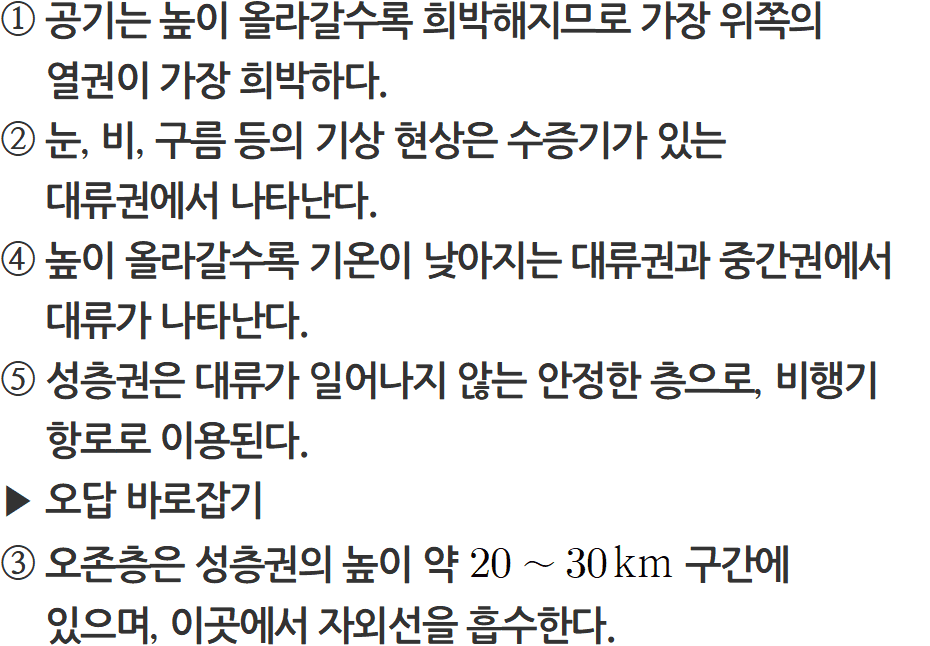 ① 공기는 높이 올라갈수록 희박해지므로 가장 위쪽의
열권이 가장 희박하다.
② 눈, 비, 구름 등의 기상 현상은 수증기가 있는
대류권에서 나타난다.
④ 높이 올라갈수록 기온이 낮아지는 대류권과 중간권에서
대류가 나타난다.
⑤ 성층권은 대류가 일어나지 않는 안정한 층으로, 비행기
항로로 이용된다.
▶ 오답 바로잡기
③ 오존층은 성층권의 높이 약 20 ~ 30 km 구간에
있으며, 이곳에서 자외선을 흡수한다.